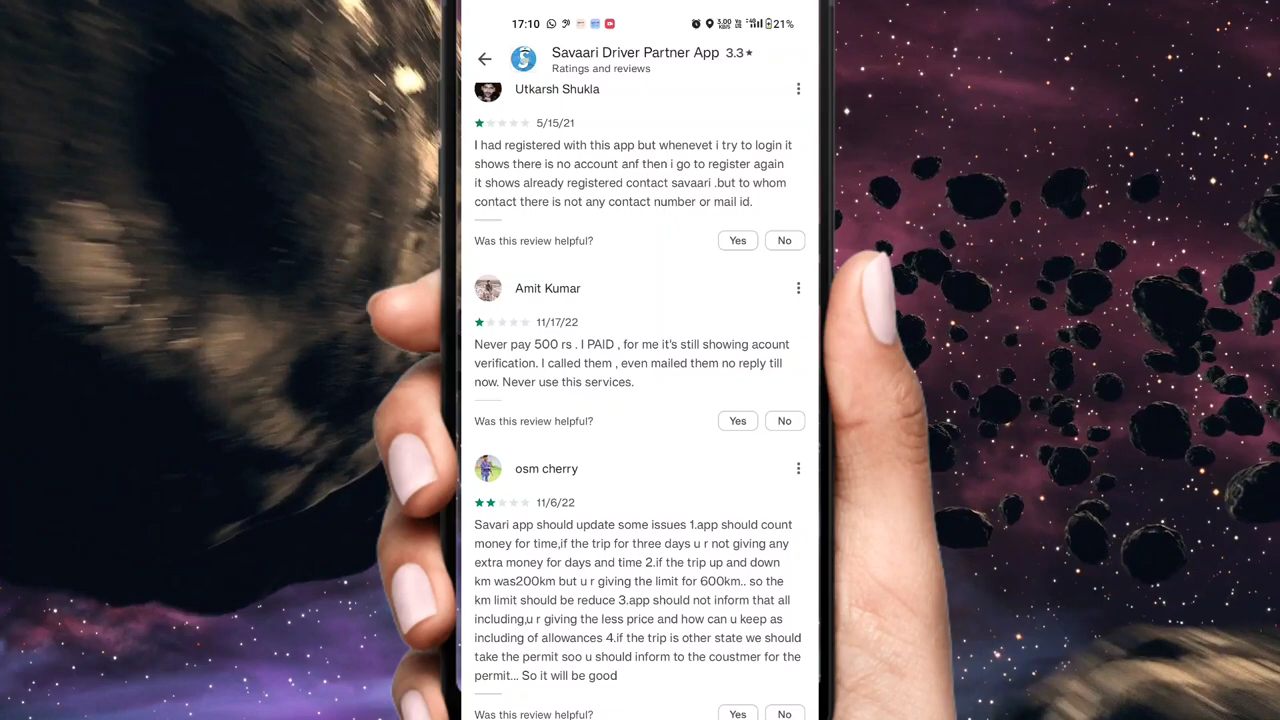 17:10 21%
Savaari Driver Partner App 3.3★
Ratings and reviews
Utkarsh Shukla
5/15/21
I had registered with this app but whenevet i try to login it
shows there is no account anf then i go to register again
it shows already registered contact savaari .but to whom
contact there is not any contact number or mail id.
Was this review helpful? Yes No
Amit Kumar
11/17/22
Never pay 500 rs . I PAID , for me it's still showing acount
verification. I called them , even mailed them no reply till
now. Never use this services.
Was this review helpful? Yes No
osm cherry
11/6/22
Savari app should update some issues 1.app should count
money for time,if the trip for three days u r not giving any
extra money for days and time 2.if the trip up and down
km was200km but u r giving the limit for 600km.. so the
km limit should be reduce 3.app should not inform that all
including,u r giving the less price and how can u keep as
including of allowances 4.if the trip is other state we should
take the permit soo u should inform to the coustmer for the
permit... So it will be good
Was this review helpful? Yes No